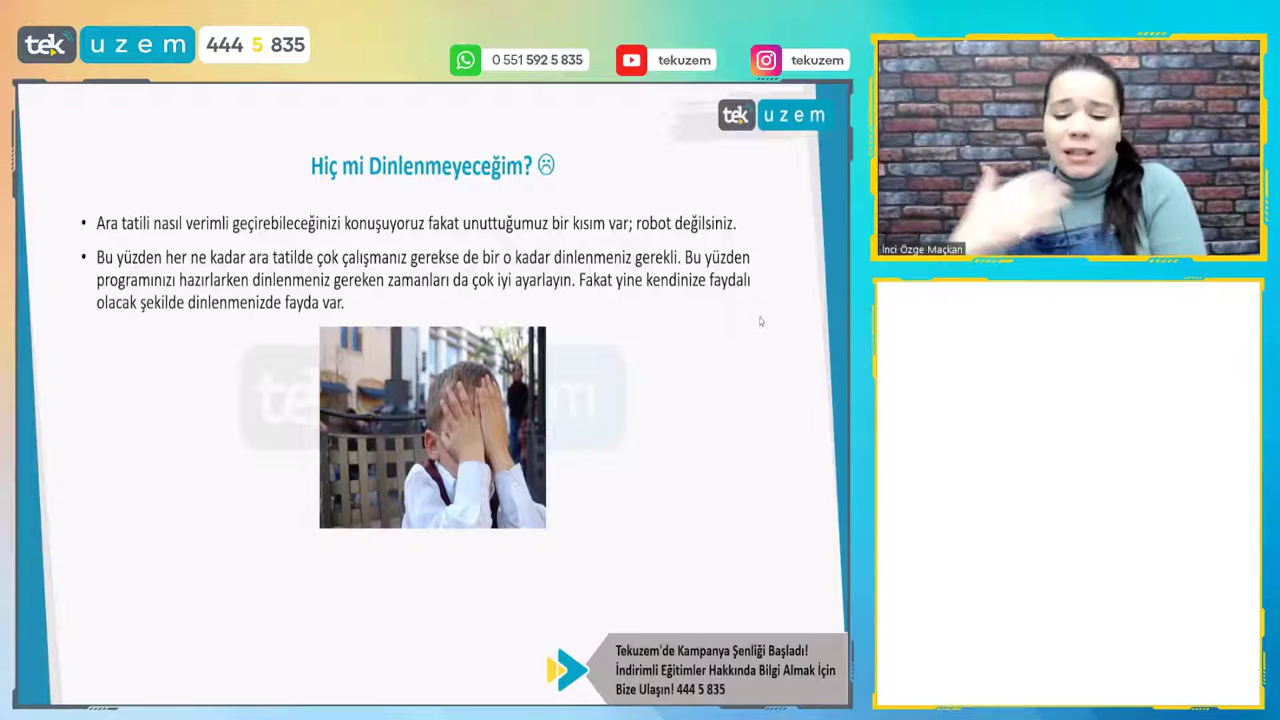 tek uzem 444 5 835
0 551 592 5 835
tekuzem
tekuzem
tek uzem
Hiç mi Dinlenmeyeceğim? ☹
• Ara tatili nasıl verimli geçirebileceğinizi konuşuyoruz fakat unuttuğumuz bir kısım var; robot değilsiniz.
• Bu yüzden her ne kadar ara tatilde çok çalışmanız gerekse de bir o kadar dinlenmeniz gerekli. Bu yüzden
programınızı hazırlarken dinlenmeniz gereken zamanları da çok iyi ayarlayın. Fakat yine kendinize faydalı
olacak şekilde dinlenmenizde fayda var.
Tekuzem'de Kampanya Şenliği Başladı!
İndirimli Eğitimler Hakkında Bilgi Almak İçin
Bize Ulaşın! 444 5 835
İnci Özge Maçkan